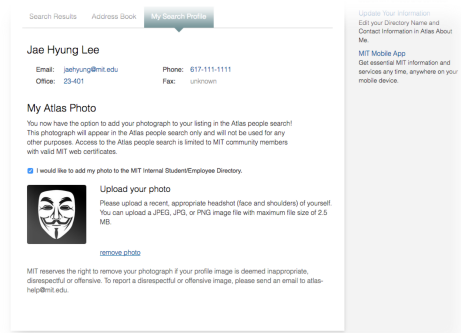 Search Results Address Book My Search Profile
Jae Hyung Lee
Email: jaehyung@mit.edu Phone: 617-111-1111
Office: 23-401 Fax: unknown
My Atlas Photo
You now have the option to add your photograph to your listing in the Atlas people search!
This photograph will appear in the Atlas people search only and will not be used for any
other purposes. Access to the Atlas people search is limited to MIT community members
with valid MIT web certificates.
I would like to add my photo to the MIT Internal Student/Employee Directory.
Upload your photo
Please upload a recent, appropriate headshot (face and shoulders) of yourself.
You can upload a JPEG, JPG, or PNG image file with maximum file size of 2.5
MB.
remove photo
MIT reserves the right to remove your photograph if your profile image is deemed inappropriate,
disrespectful or offensive. To report a disrespectful or offensive image, please send an email to atlas-
help@mit.edu.
Update Your Information
Edit your Directory Name and
Contact Information in Atlas About
Me.
MIT Mobile App
Get essential MIT information and
services any time, anywhere on your
mobile device.